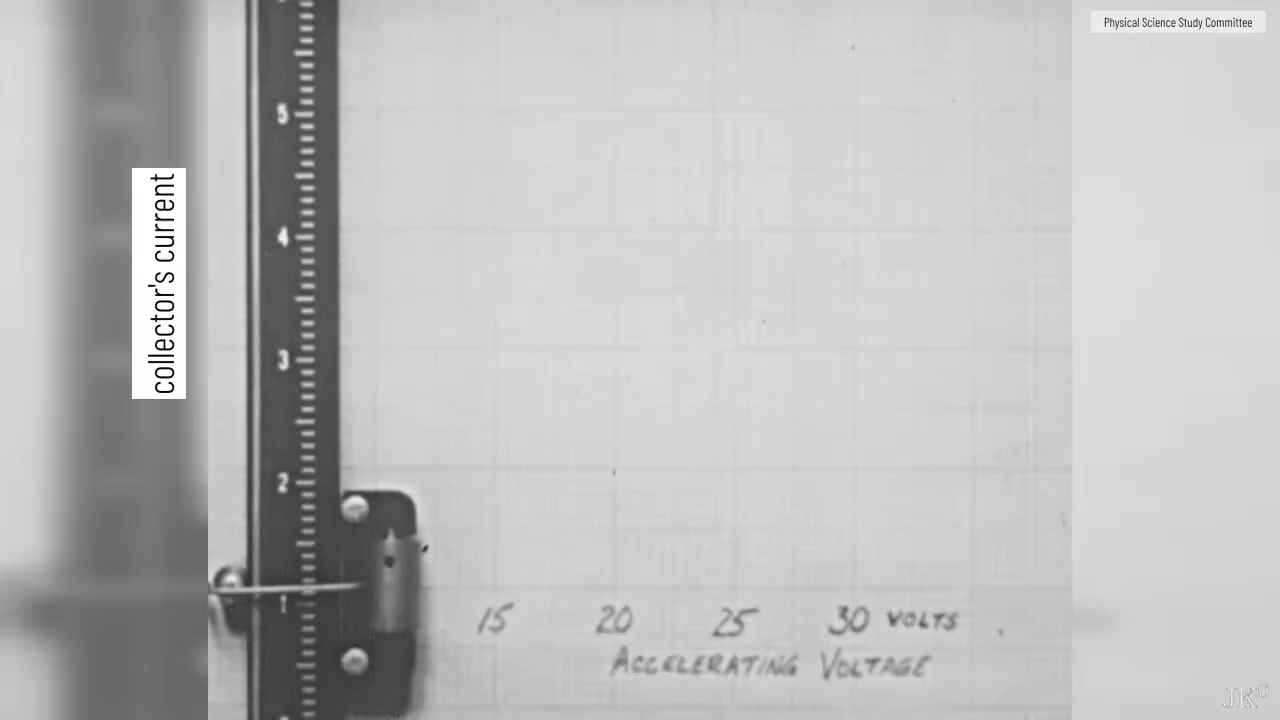 Physical Science Study Committee
collector's current
5
4
3
2
1
15 20 25 30 VOLTS
ACCELERATING VOLTAGE
JK©